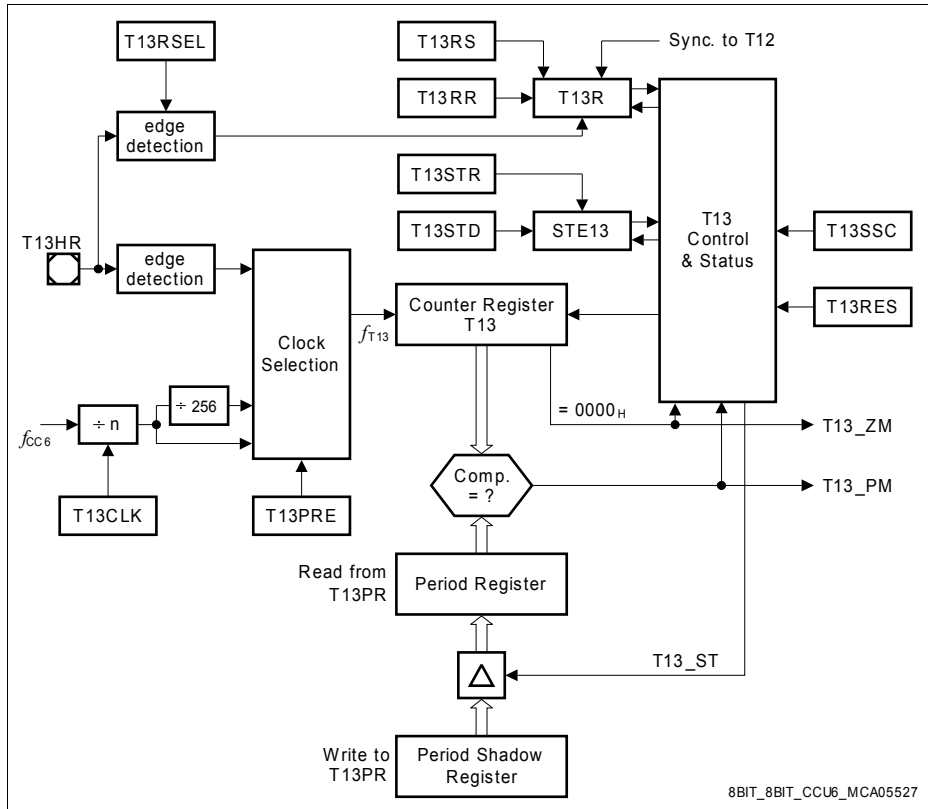 T13RSEL
T13RS
Sync. to T12
T13RR
T13R
edge
detection
T13STR
T13STD
STE13
T13
Control
& Status
T13SSC
T13RES
T13HR
edge
detection
Clock
Selection
fT13
Counter Register
T13
÷ 256
fCC6
÷ n
= 0000H
T13_ZM
Comp.
= ?
T13_PM
T13CLK
T13PRE
Read from
T13PR
Period Register
T13_ST
Write to
T13PR
Period Shadow
Register
8BIT_8BIT_CCU6_MCA05527